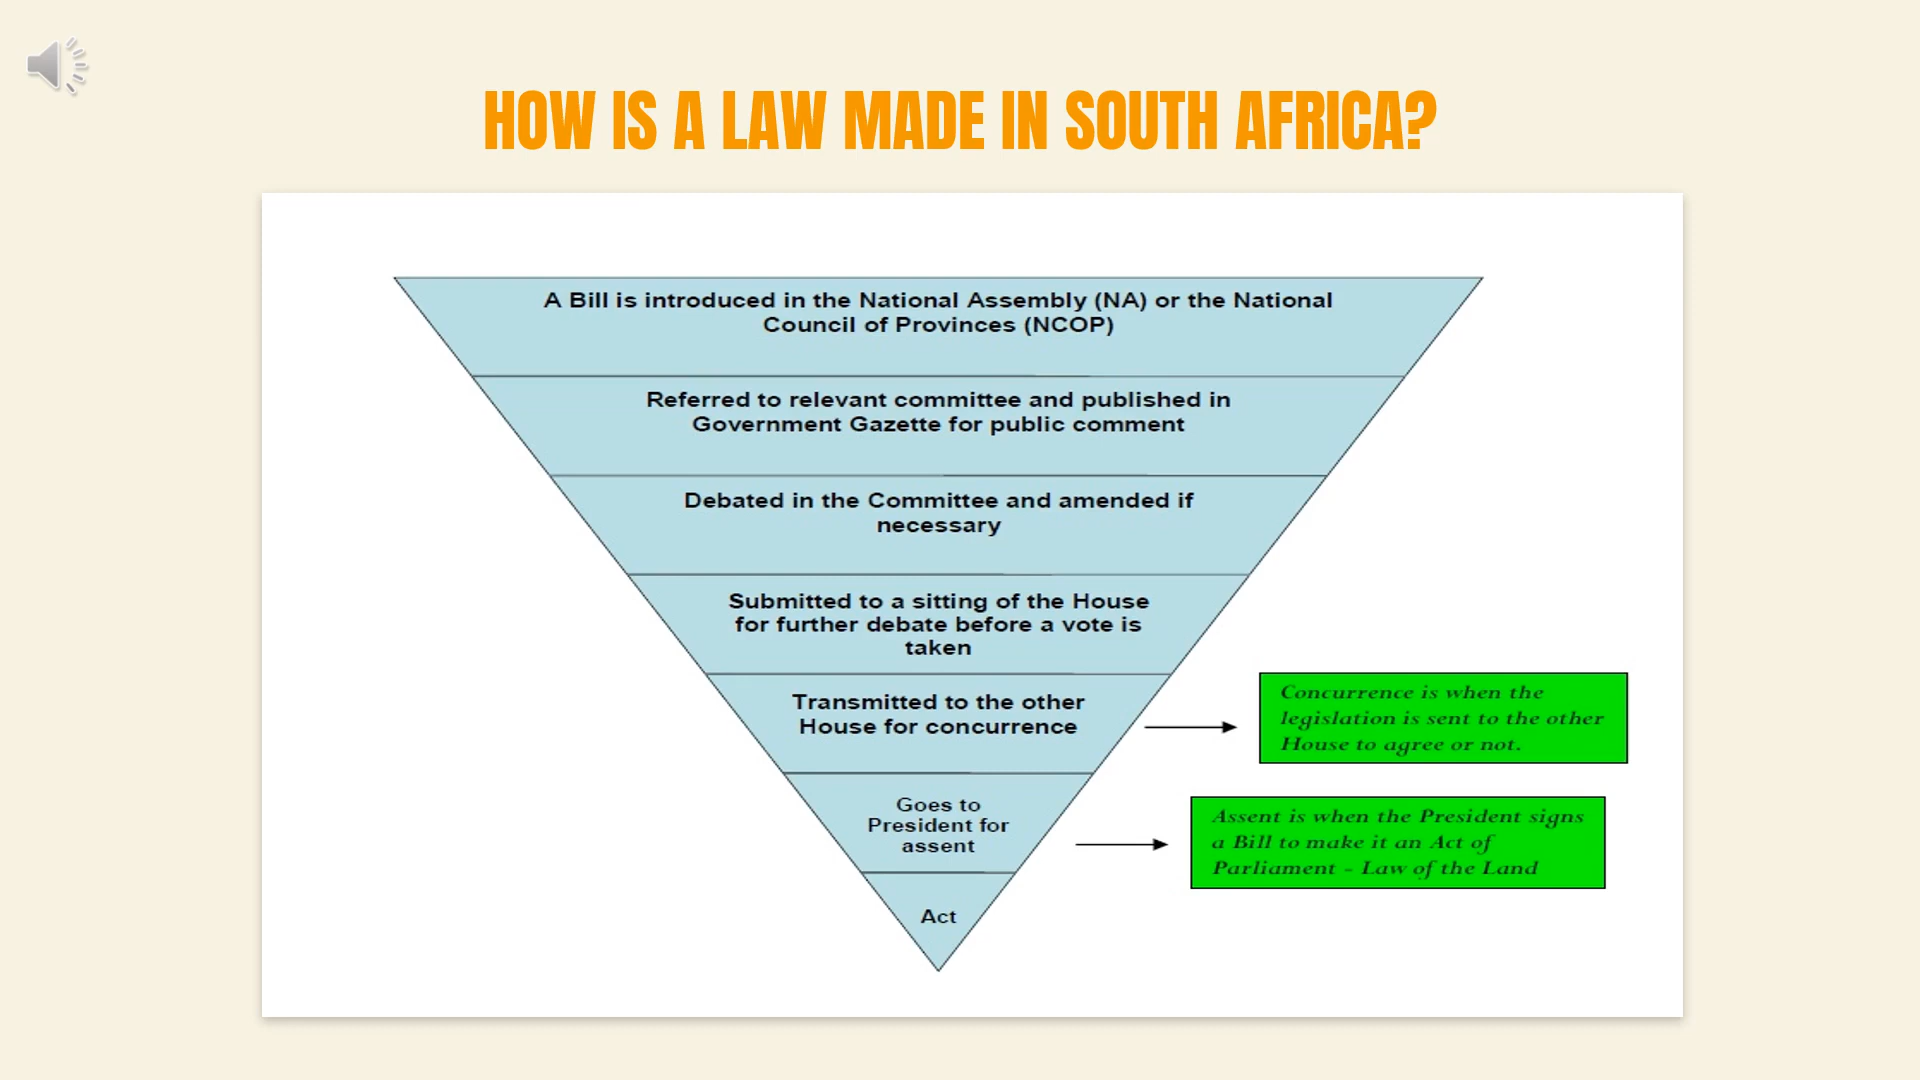 HOW IS A LAW MADE IN SOUTH AFRICA?
A Bill is introduced in the National Assembly (NA) or the National
Council of Provinces (NCOP)
Referred to relevant committee and published in
Government Gazette for public comment
Debated in the Committee and amended if
necessary
Submitted to a sitting of the House
for further debate before a vote is
taken
Transmitted to the other
House for concurrence
Concurrence is when the
legislation is sent to the other
House to agree or not.
Goes to
President for
assent
Assent is when the President signs
a Bill to make it an Act of
Parliament - Law of the Land
Act